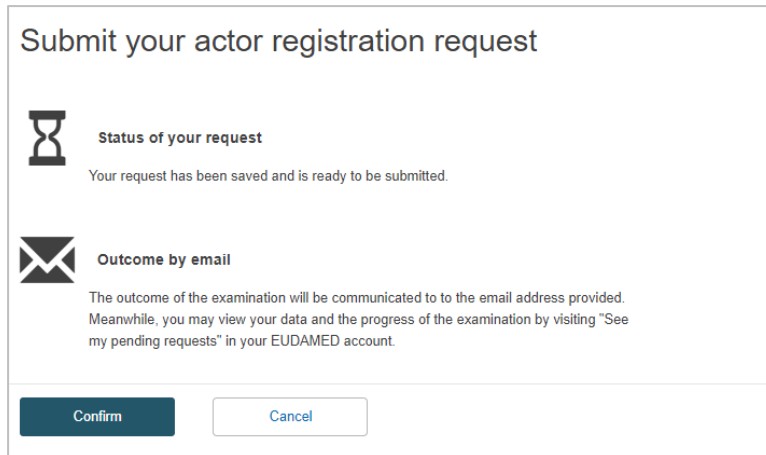 Submit your actor registration request
Status of your request
Your request has been saved and is ready to be submitted.
Outcome by email
The outcome of the examination will be communicated to to the email address provided.
Meanwhile, you may view your data and the progress of the examination by visiting "See
my pending requests" in your EUDAMED account.
Confirm
Cancel